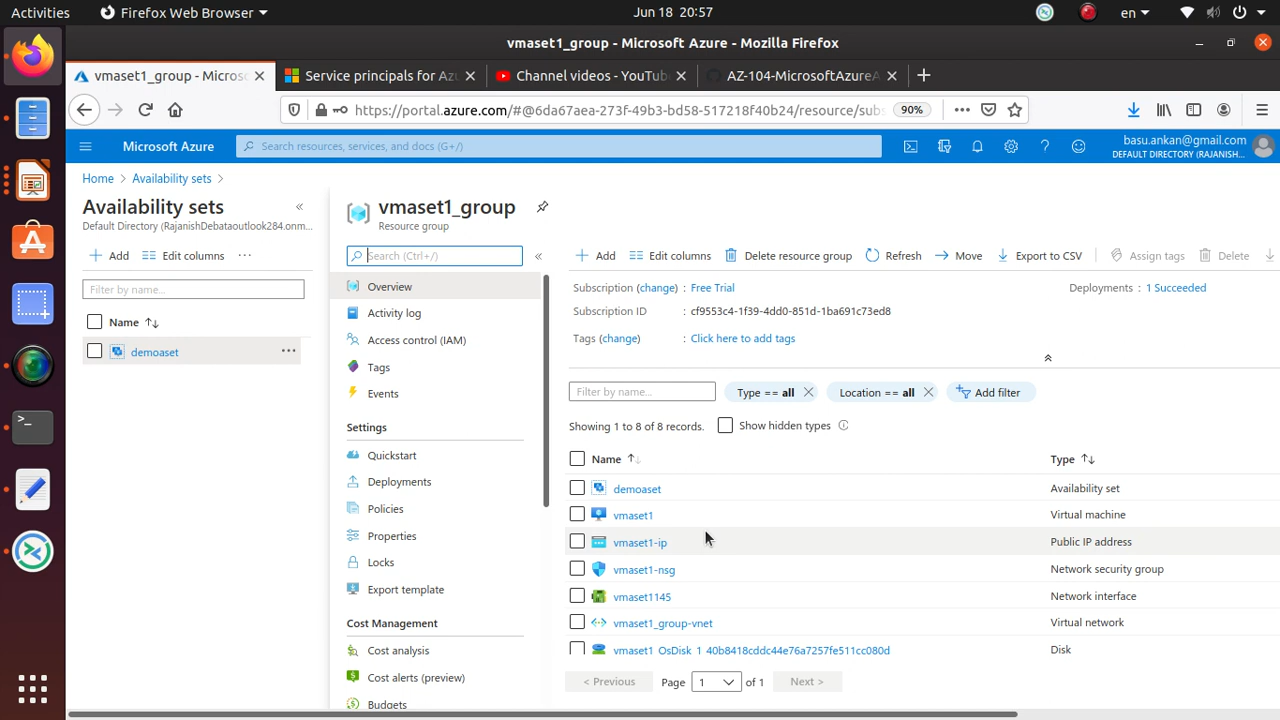 Activities Firefox Web Browser Jun 18 20:57 en
vmaset1_group - Microsoft Azure - Mozilla Firefox
vmaset1_group - Micros Service principals for Az Channel videos - YouTub AZ-104-MicrosoftAzureA
https://portal.azure.com/#@6da67aea-273f-49b3-bd58-517218f40b24/resource/subs 90%
Microsoft Azure Search resources, services, and docs (G+/) basu.ankan@gmail.com
DEFAULT DIRECTORY (RAJANISH...
Home > Availability sets >
Availability sets
Default Directory (RajanishDebataoutlook284.onm...
Add Edit columns ...
Filter by name...
Name
demoaset ...
vmaset1_group
Resource group
Search (Ctrl+/)
Overview
Activity log
Access control (IAM)
Tags
Events
Settings
Quickstart
Deployments
Policies
Properties
Locks
Export template
Cost Management
Cost analysis
Cost alerts (preview)
Budgets
Add Edit columns Delete resource group Refresh Move Export to CSV Assign tags Delete
Subscription (change) : Free Trial Deployments : 1 Succeeded
Subscription ID : cf9553c4-1f39-4dd0-851d-1ba691c73ed8
Tags (change) : Click here to add tags
Filter by name... Type == all Location == all Add filter
Showing 1 to 8 of 8 records. Show hidden types
Name Type
demoaset Availability set
vmaset1 Virtual machine
vmaset1-ip Public IP address
vmaset1-nsg Network security group
vmaset1145 Network interface
vmaset1_group-vnet Virtual network
vmaset1_OsDisk_1_40b8418cddc44e76a7257fe511cc080d Disk
< Previous Page 1 of 1 Next >